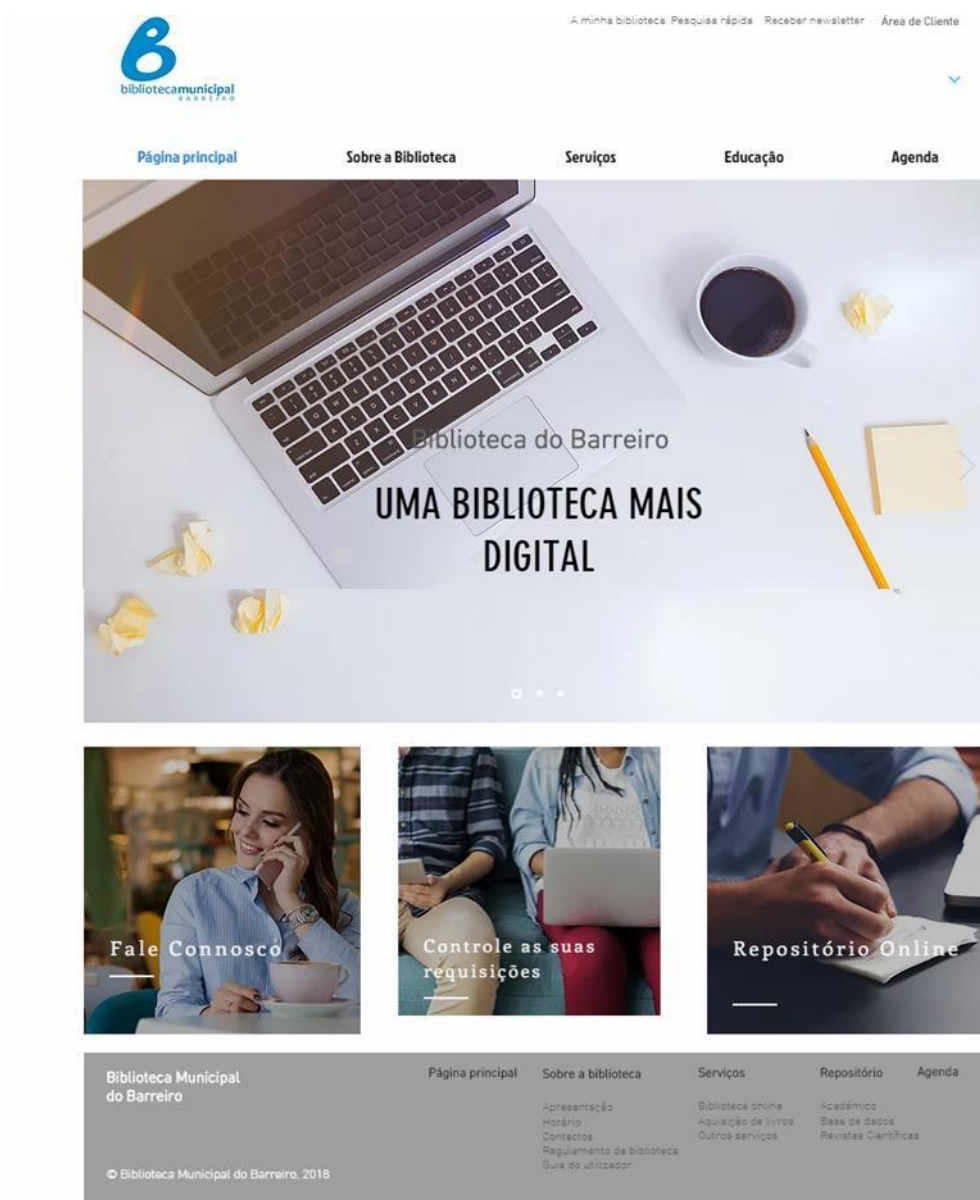 A minha biblioteca Pesquisa rápida Receber newsletter Área de Cliente
bibliotecamunicipal
BARREIRO
Página principal Sobre a Biblioteca Serviços Educação Agenda
Biblioteca do Barreiro
UMA BIBLIOTECA MAIS
DIGITAL
Fale Connosco
Controle as suas
requisições
Repositório Online
Biblioteca Municipal
do Barreiro
Página principal
Sobre a biblioteca
Apresentação
Horário
Contactos
Regulamento da biblioteca
Guia do utilizador
Serviços
Biblioteca online
Aquisição de livros
Outros serviços
Repositório
Académico
Base de dados
Revistas Científicas
Agenda
© Biblioteca Municipal do Barreiro, 2018